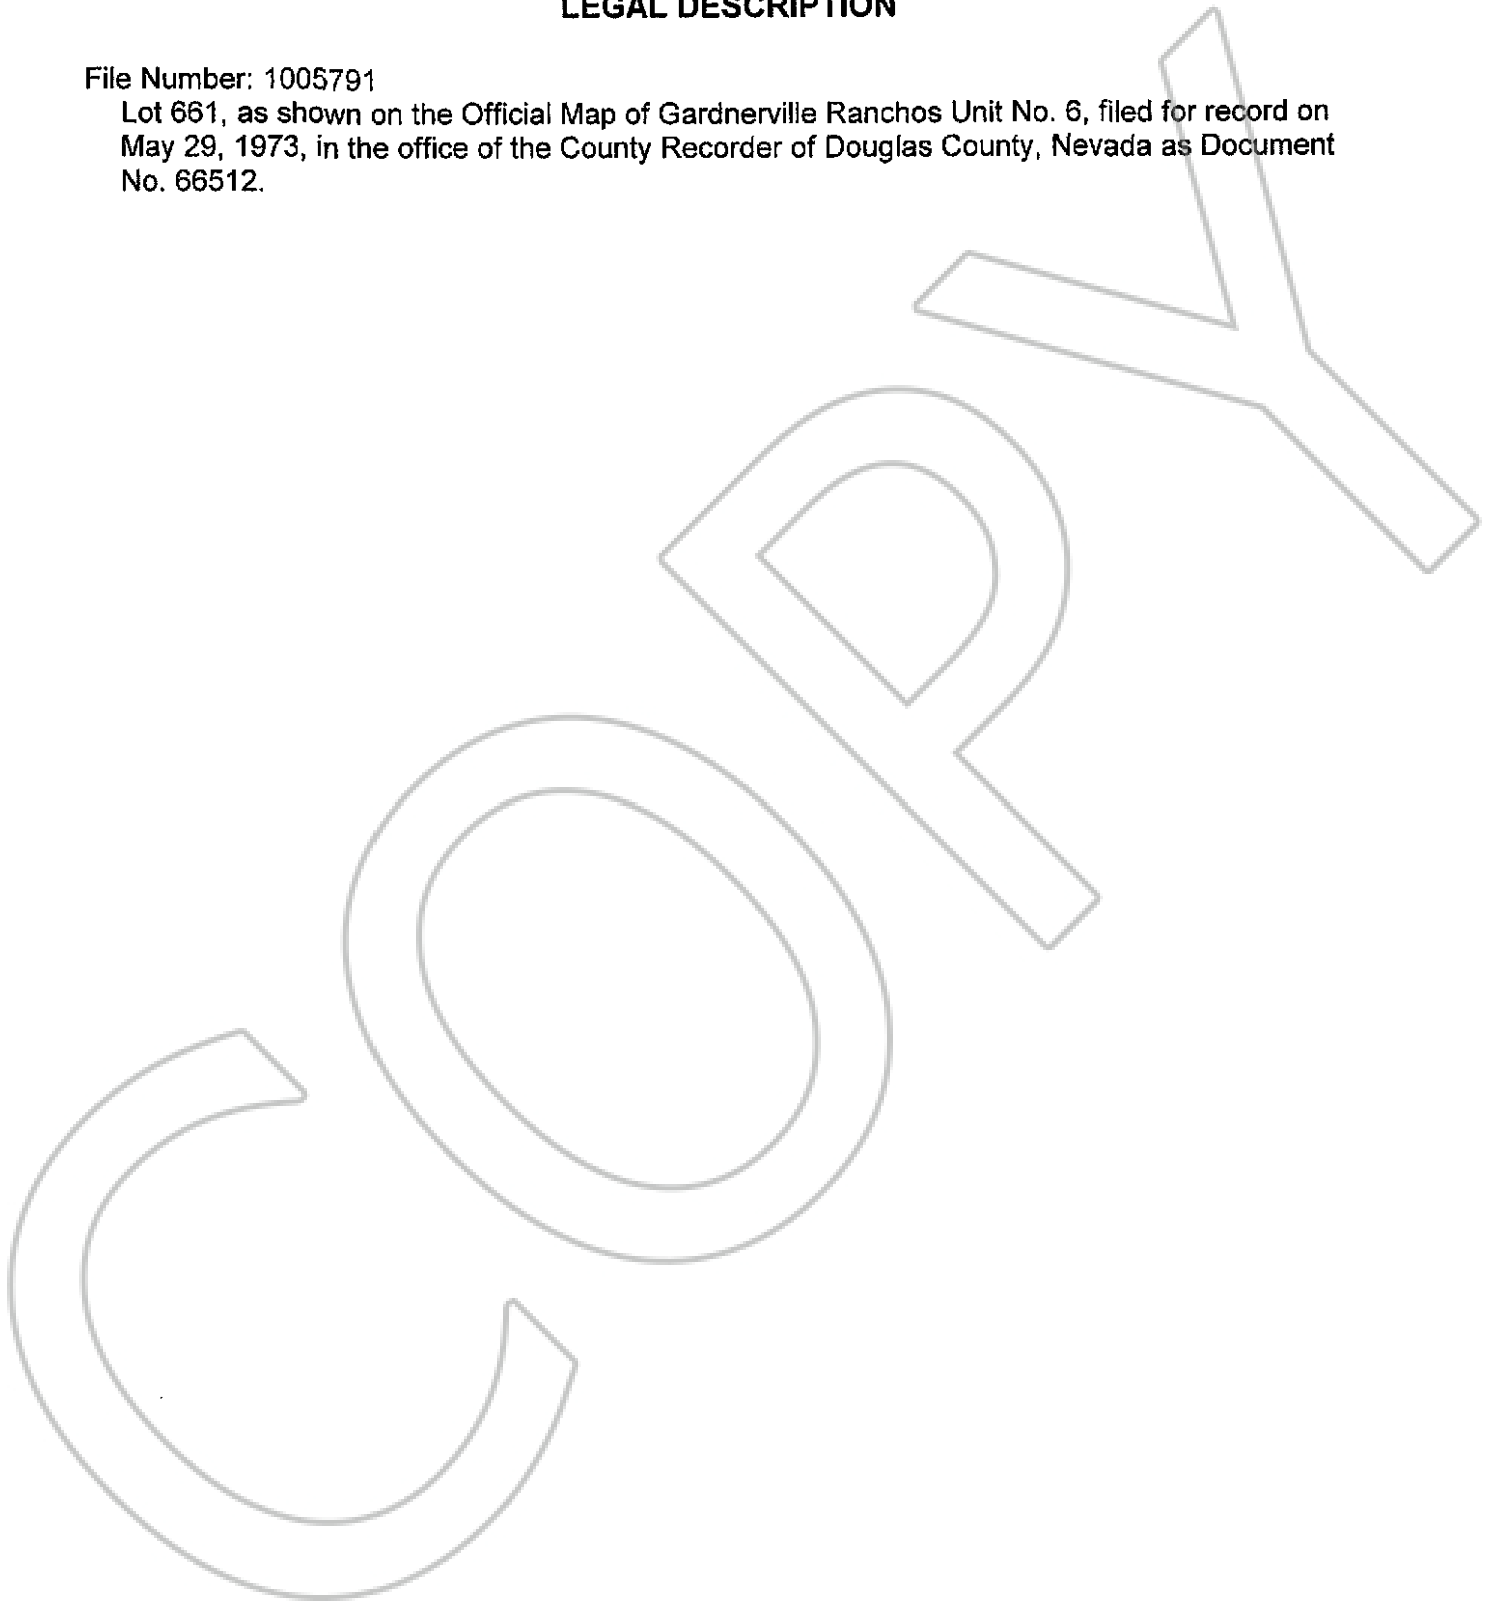 LEGAL DESCRIPTION
File Number: 1005791
Lot 661, as shown on the Official Map of Gardnerville Ranchos Unit No. 6, filed for record on
May 29, 1973, in the office of the County Recorder of Douglas County, Nevada as Document
No. 66512.
COPY